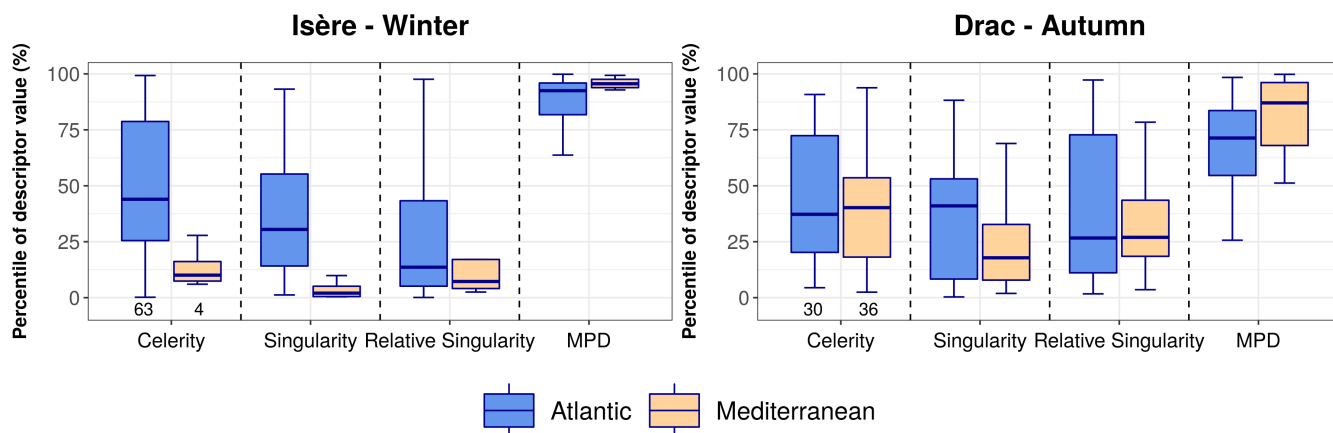 Isère - Winter
Percentile of descriptor value (%)
100
75
50
25
0
63
4
Celerity
Singularity
Relative Singularity
MPD
Drac - Autumn
Percentile of descriptor value (%)
100
75
50
25
0
30
36
Celerity
Singularity
Relative Singularity
MPD
Atlantic
Mediterranean